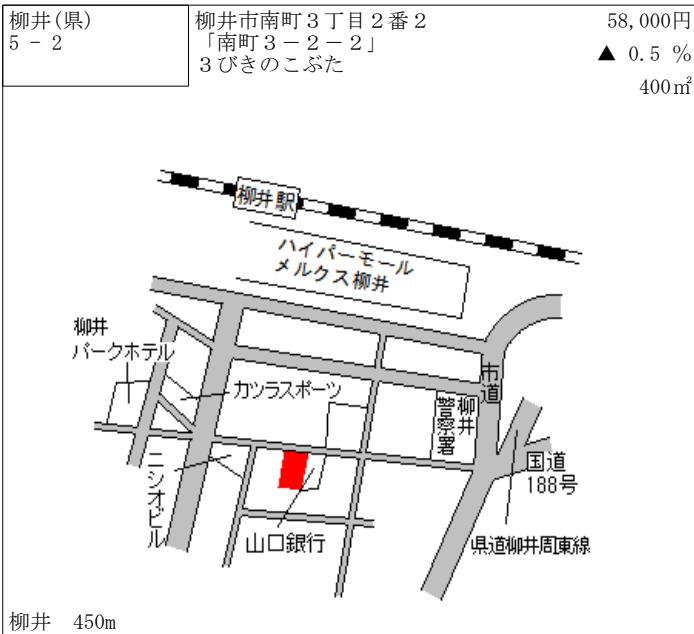 柳井(県)
5 - 2
柳井市南町３丁目２番２
「南町３－２－２」
３びきのこぶた
58,000円
▲ 0.5 %
400㎡
柳井駅
ハイパーモール
メルクス柳井
柳井
パークホテル
カツラスポーツ
市道
柳井
警察署
国道
188号
ニシオビル
山口銀行
県道柳井周東線
柳井 450m